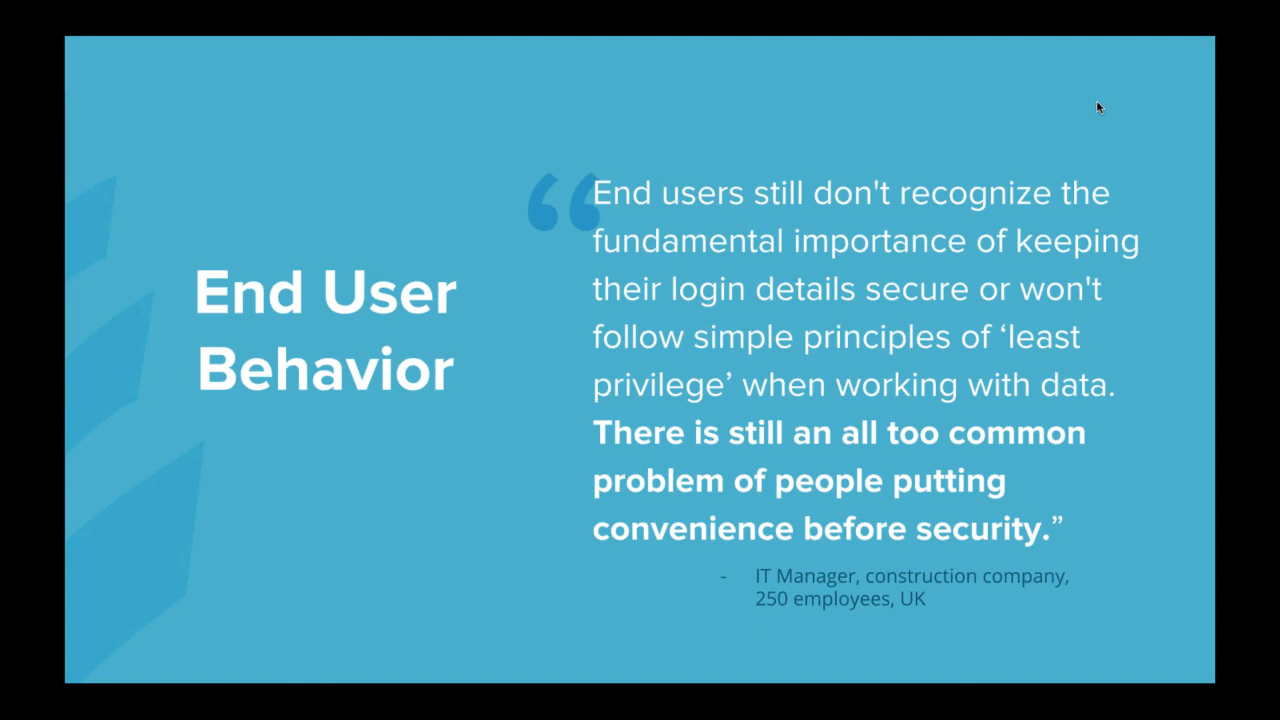 End User
Behavior
“End users still don't recognize the
fundamental importance of keeping
their login details secure or won't
follow simple principles of ‘least
privilege’ when working with data.
There is still an all too common
problem of people putting
convenience before security.”
- IT Manager, construction company,
250 employees, UK